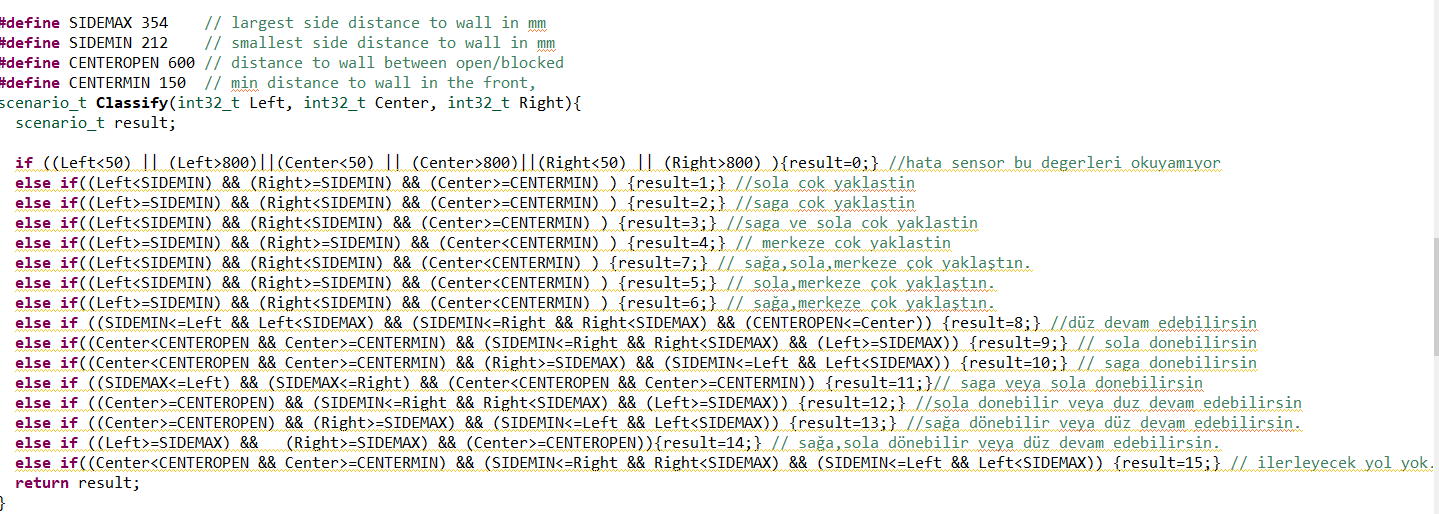 #define SIDEMAX 354    // largest side distance to wall in mm
#define SIDEMIN 212    // smallest side distance to wall in mm
#define CENTEROPEN 600 // distance to wall between open/blocked
#define CENTERMIN 150  // min distance to wall in the front,
scenario_t Classify(int32_t Left, int32_t Center, int32_t Right){
  scenario_t result;
  if ((Left<50) || (Left>800)||(Center<50) || (Center>800)||(Right<50) || (Right>800) ){result=0;} //hata sensor bu degerleri okuyamıyor
  else if((Left<SIDEMIN) && (Right>=SIDEMIN) && (Center>=CENTERMIN) ) {result=1;} //sola cok yaklastin
  else if((Left>=SIDEMIN) && (Right<SIDEMIN) && (Center>=CENTERMIN) ) {result=2;} //saga cok yaklastin
  else if((Left<SIDEMIN) && (Right<SIDEMIN) && (Center>=CENTERMIN) ) {result=3;} //saga ve sola cok yaklastin
  else if((Left>=SIDEMIN) && (Right>=SIDEMIN) && (Center<CENTERMIN) ) {result=4;} // merkeze cok yaklastin
  else if((Left<SIDEMIN) && (Right<SIDEMIN) && (Center<CENTERMIN) ) {result=7;} // sağa,sola,merkeze çok yaklaştın.
  else if((Left<SIDEMIN) && (Right>=SIDEMIN) && (Center<CENTERMIN) ) {result=5;} // sola,merkeze çok yaklaştın.
  else if((Left>=SIDEMIN) && (Right<SIDEMIN) && (Center<CENTERMIN) ) {result=6;} // sağa,merkeze çok yaklaştın.
  else if ((SIDEMIN<=Left && Left<SIDEMAX) && (SIDEMIN<=Right && Right<SIDEMAX) && (CENTEROPEN<=Center)) {result=8;} //düz devam edebilirsin
  else if((Center<CENTEROPEN && Center>=CENTERMIN) && (SIDEMIN<=Right && Right<SIDEMAX) && (Left>=SIDEMAX)) {result=9;} // sola donebilirsin
  else if((Center<CENTEROPEN && Center>=CENTERMIN) && (Right>=SIDEMAX) && (SIDEMIN<=Left && Left<SIDEMAX)) {result=10;} // saga donebilirsin
  else if ((SIDEMAX<=Left) && (SIDEMAX<=Right) && (Center<CENTEROPEN && Center>=CENTERMIN)) {result=11;}// saga veya sola donebilirsin
  else if ((Center>=CENTEROPEN) && (SIDEMIN<=Right && Right<SIDEMAX) && (Left>=SIDEMAX)) {result=12;} //sola donebilir veya duz devam edebilirsin
  else if ((Center>=CENTEROPEN) && (Right>=SIDEMAX) && (SIDEMIN<=Left && Left<SIDEMAX)) {result=13;} //sağa dönebilir veya düz devam edebilirsin.
  else if ((Left>=SIDEMAX) &&   (Right>=SIDEMAX) && (Center>=CENTEROPEN)){result=14;} // sağa,sola dönebilir veya düz devam edebilirsin.
  else if((Center<CENTEROPEN && Center>=CENTERMIN) && (SIDEMIN<=Right && Right<SIDEMAX) && (SIDEMIN<=Left && Left<SIDEMAX)) {result=15;} // ilerleyecek yol yok.
  return result;
}